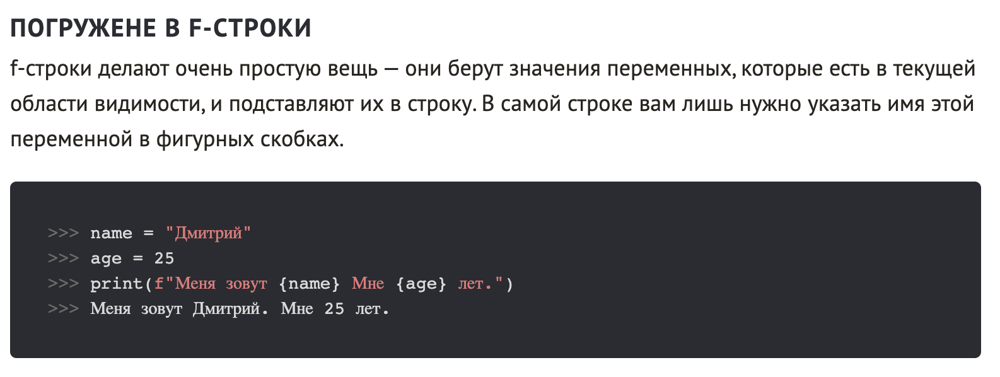 ПОГРУЖЕНЕ В F-СТРОКИ
f-строки делают очень простую вещь — они берут значения переменных, которые есть в текущей
области видимости, и подставляют их в строку. В самой строке вам лишь нужно указать имя этой
переменной в фигурных скобках.
>>> name = "Дмитрий"
>>> age = 25
>>> print(f"Меня зовут {name} Мне {age} лет.")
>>> Меня зовут Дмитрий. Мне 25 лет.